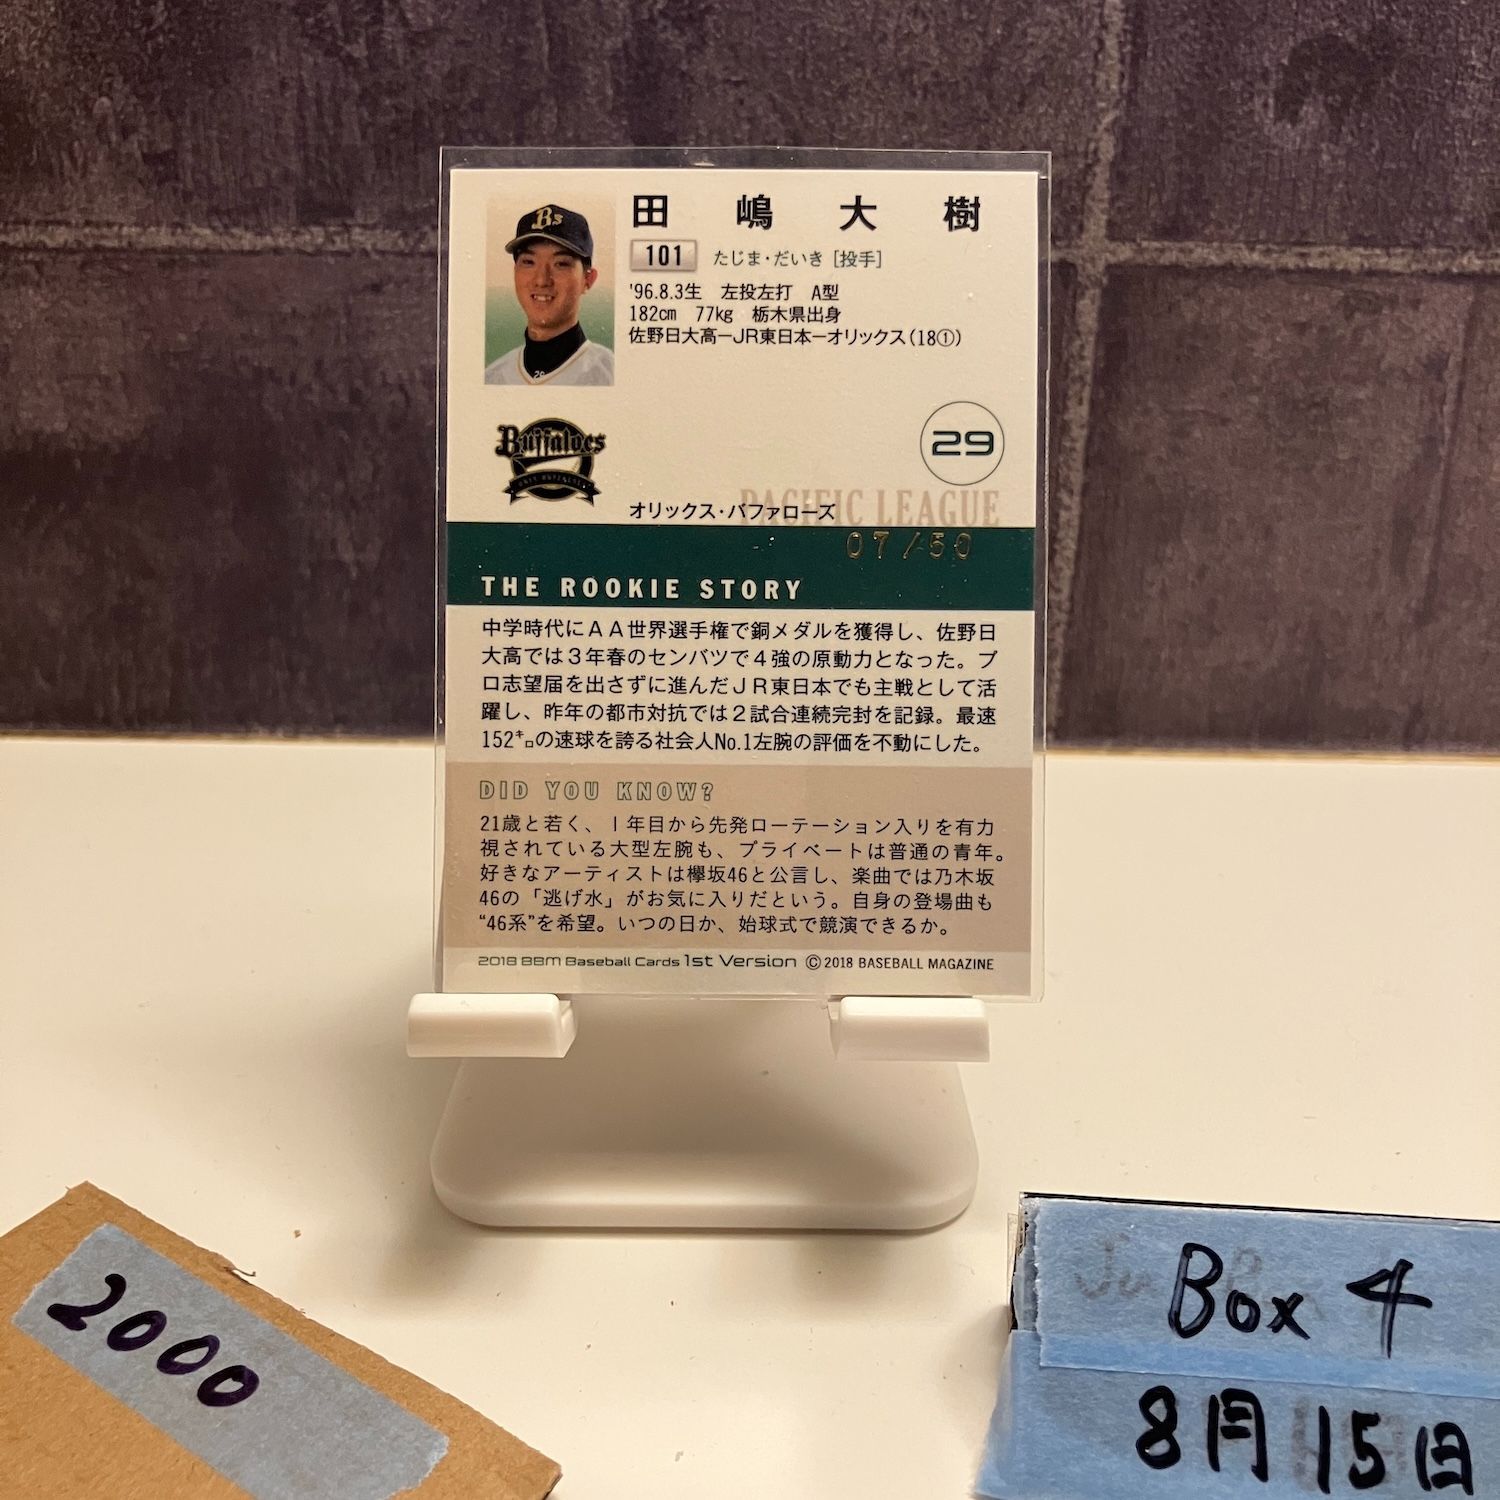 田嶋大樹
101 たじま・だいき[投手]
'96.8.3生 左投左打 A型
182cm 77kg 栃木県出身
佐野日大高ーJR東日本ーオリックス(18①)
Bs
Buffaloes
29
PACIFIC LEAGUE
オリックス・バファローズ
07/50
THE ROOKIE STORY
中学時代にAA世界選手権で銅メダルを獲得し、佐野日
大高では3年春のセンバツで4強の原動力となった。プ
ロ志望届を出さずに進んだJR東日本でも主戦として活
躍し、昨年の都市対抗では2試合連続完封を記録。最速
152㌔の速球を誇る社会人No.1左腕の評価を不動にした。
DID YOU KNOW?
21歳と若く、1年目から先発ローテーション入りを有力
視されている大型左腕も、プライベートは普通の青年。
好きなアーティストは欅坂46と公言し、楽曲では乃木坂
46の「逃げ水」がお気に入りだという。自身の登場曲も
“46系”を希望。いつの日か、始球式で競演できるか。
2018 BBM Baseball Cards 1st Version ©2018 BASEBALL MAGAZINE
2000
Box 4
8月15日